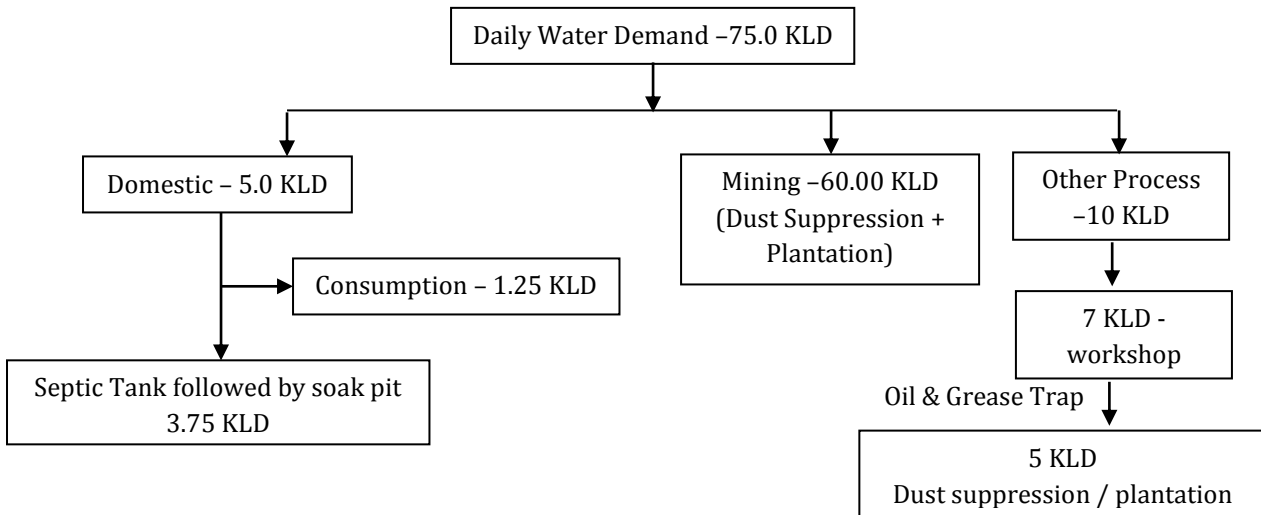 Daily Water Demand –75.0 KLD
Domestic – 5.0 KLD
Mining –60.00 KLD
(Dust Suppression +
Plantation)
Other Process
–10 KLD
Consumption – 1.25 KLD
7 KLD -
workshop
Septic Tank followed by soak pit
3.75 KLD
Oil & Grease Trap
5 KLD
Dust suppression / plantation